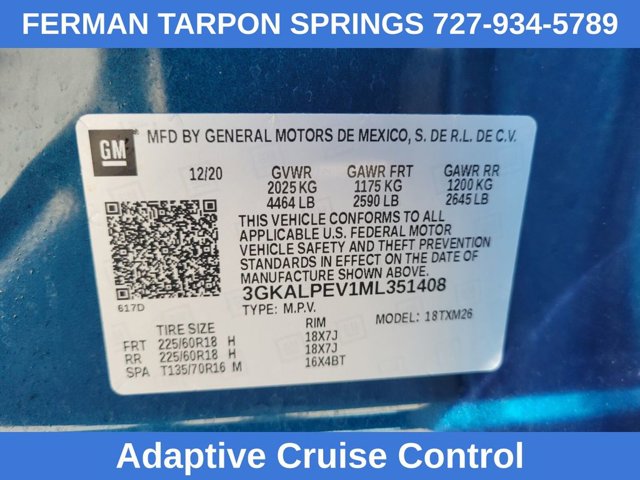 FERMAN TARPON SPRINGS 727-934-5789
GM
MFD BY GENERAL MOTORS DE MEXICO, S. DE R.L. DE C.V.
12/20 GVWR GAWR FRT GAWR RR
2025 KG 1175 KG 1200 KG
4464 LB 2590 LB 2645 LB
THIS VEHICLE CONFORMS TO ALL
APPLICABLE U.S. FEDERAL MOTOR
VEHICLE SAFETY AND THEFT PREVENTION
STANDARDS IN EFFECT ON THE DATE
OF MANUFACTURE SHOWN ABOVE.
3GKALPEV1ML351408
617D
TYPE: M.P.V. MODEL: 18TXM26
TIRE SIZE RIM
FRT 225/60R18 H 18X7J
RR 225/60R18 H 18X7J
SPA T135/70R16 M 16X4BT
Adaptive Cruise Control